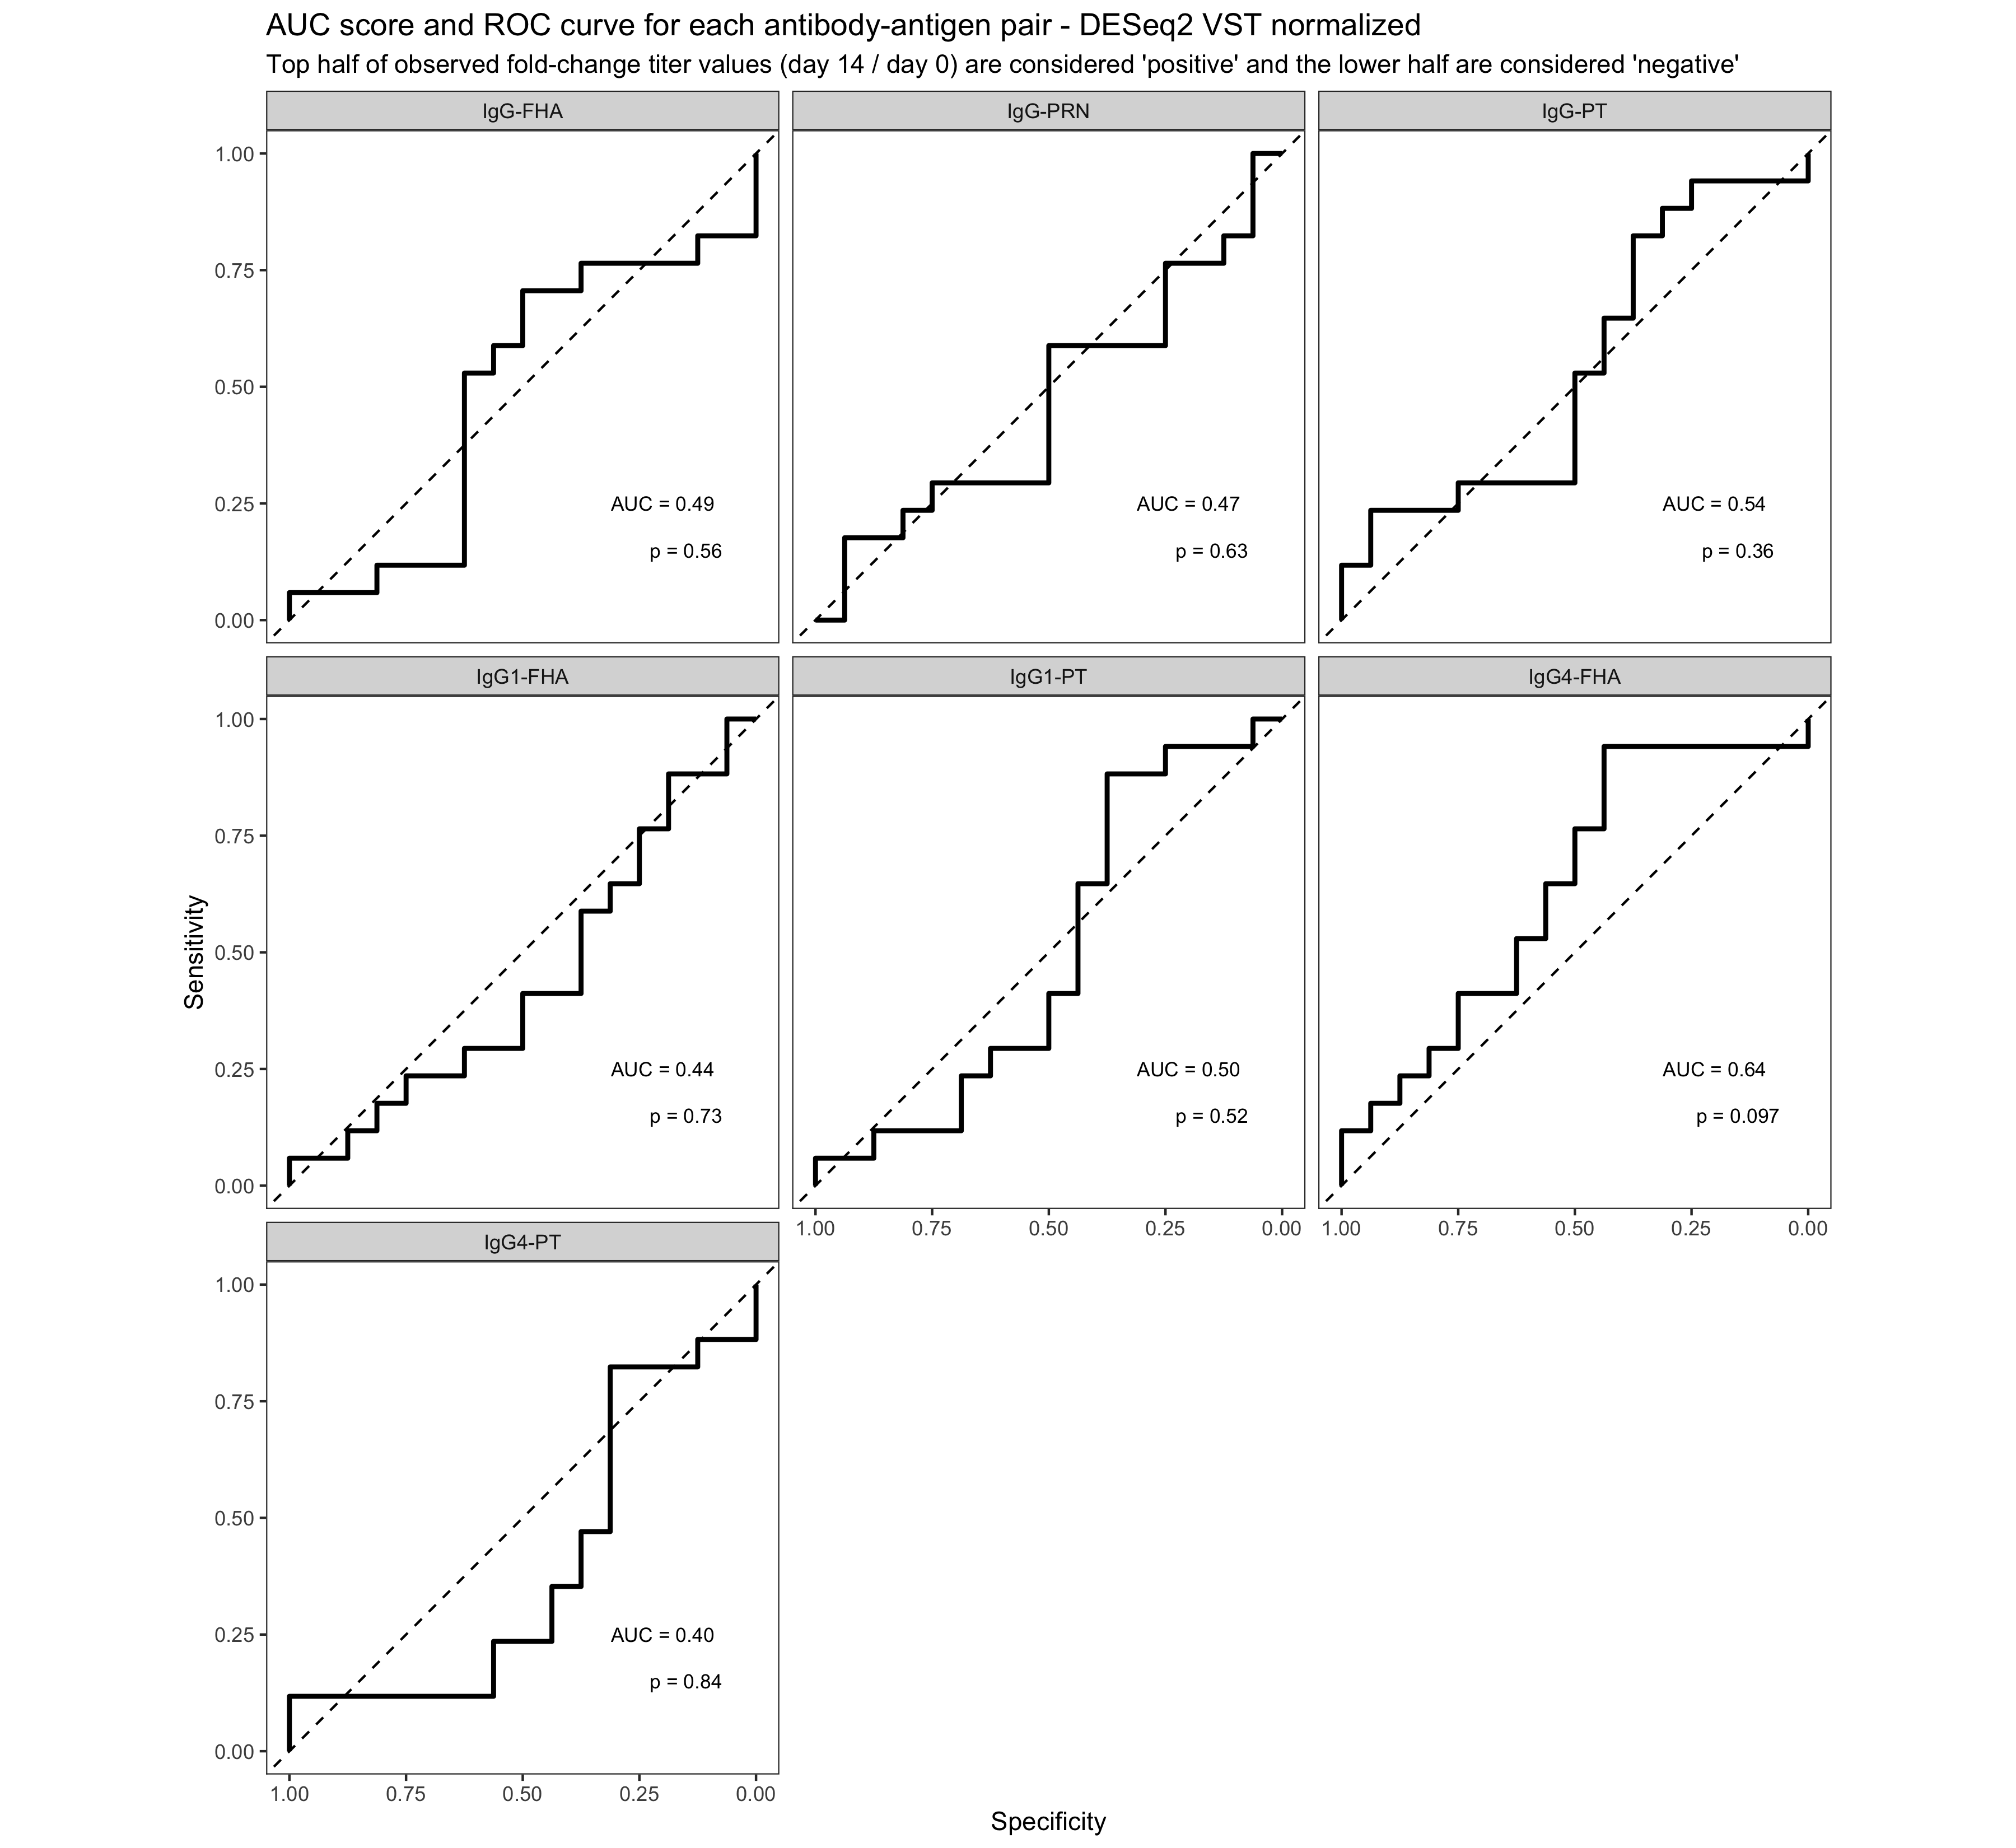 AUC score and ROC curve for each antibody-antigen pair - DESeq2 VST normalized
Top half of observed fold-change titer values (day 14 / day 0) are considered 'positive' and the lower half are considered 'negative'
IgG-FHA
IgG-PRN
IgG-PT
1.00
0.75
0.50
0.25
0.00
AUC = 0.49
p = 0.56
AUC = 0.47
p = 0.63
AUC = 0.54
p = 0.36
IgG1-FHA
IgG1-PT
IgG4-FHA
1.00
0.75
0.50
0.25
0.00
AUC = 0.44
p = 0.73
AUC = 0.50
p = 0.52
AUC = 0.64
p = 0.097
1.00 0.75 0.50 0.25 0.00
1.00 0.75 0.50 0.25 0.00
IgG4-PT
1.00
0.75
0.50
0.25
0.00
AUC = 0.40
p = 0.84
1.00 0.75 0.50 0.25 0.00
Sensitivity
Specificity